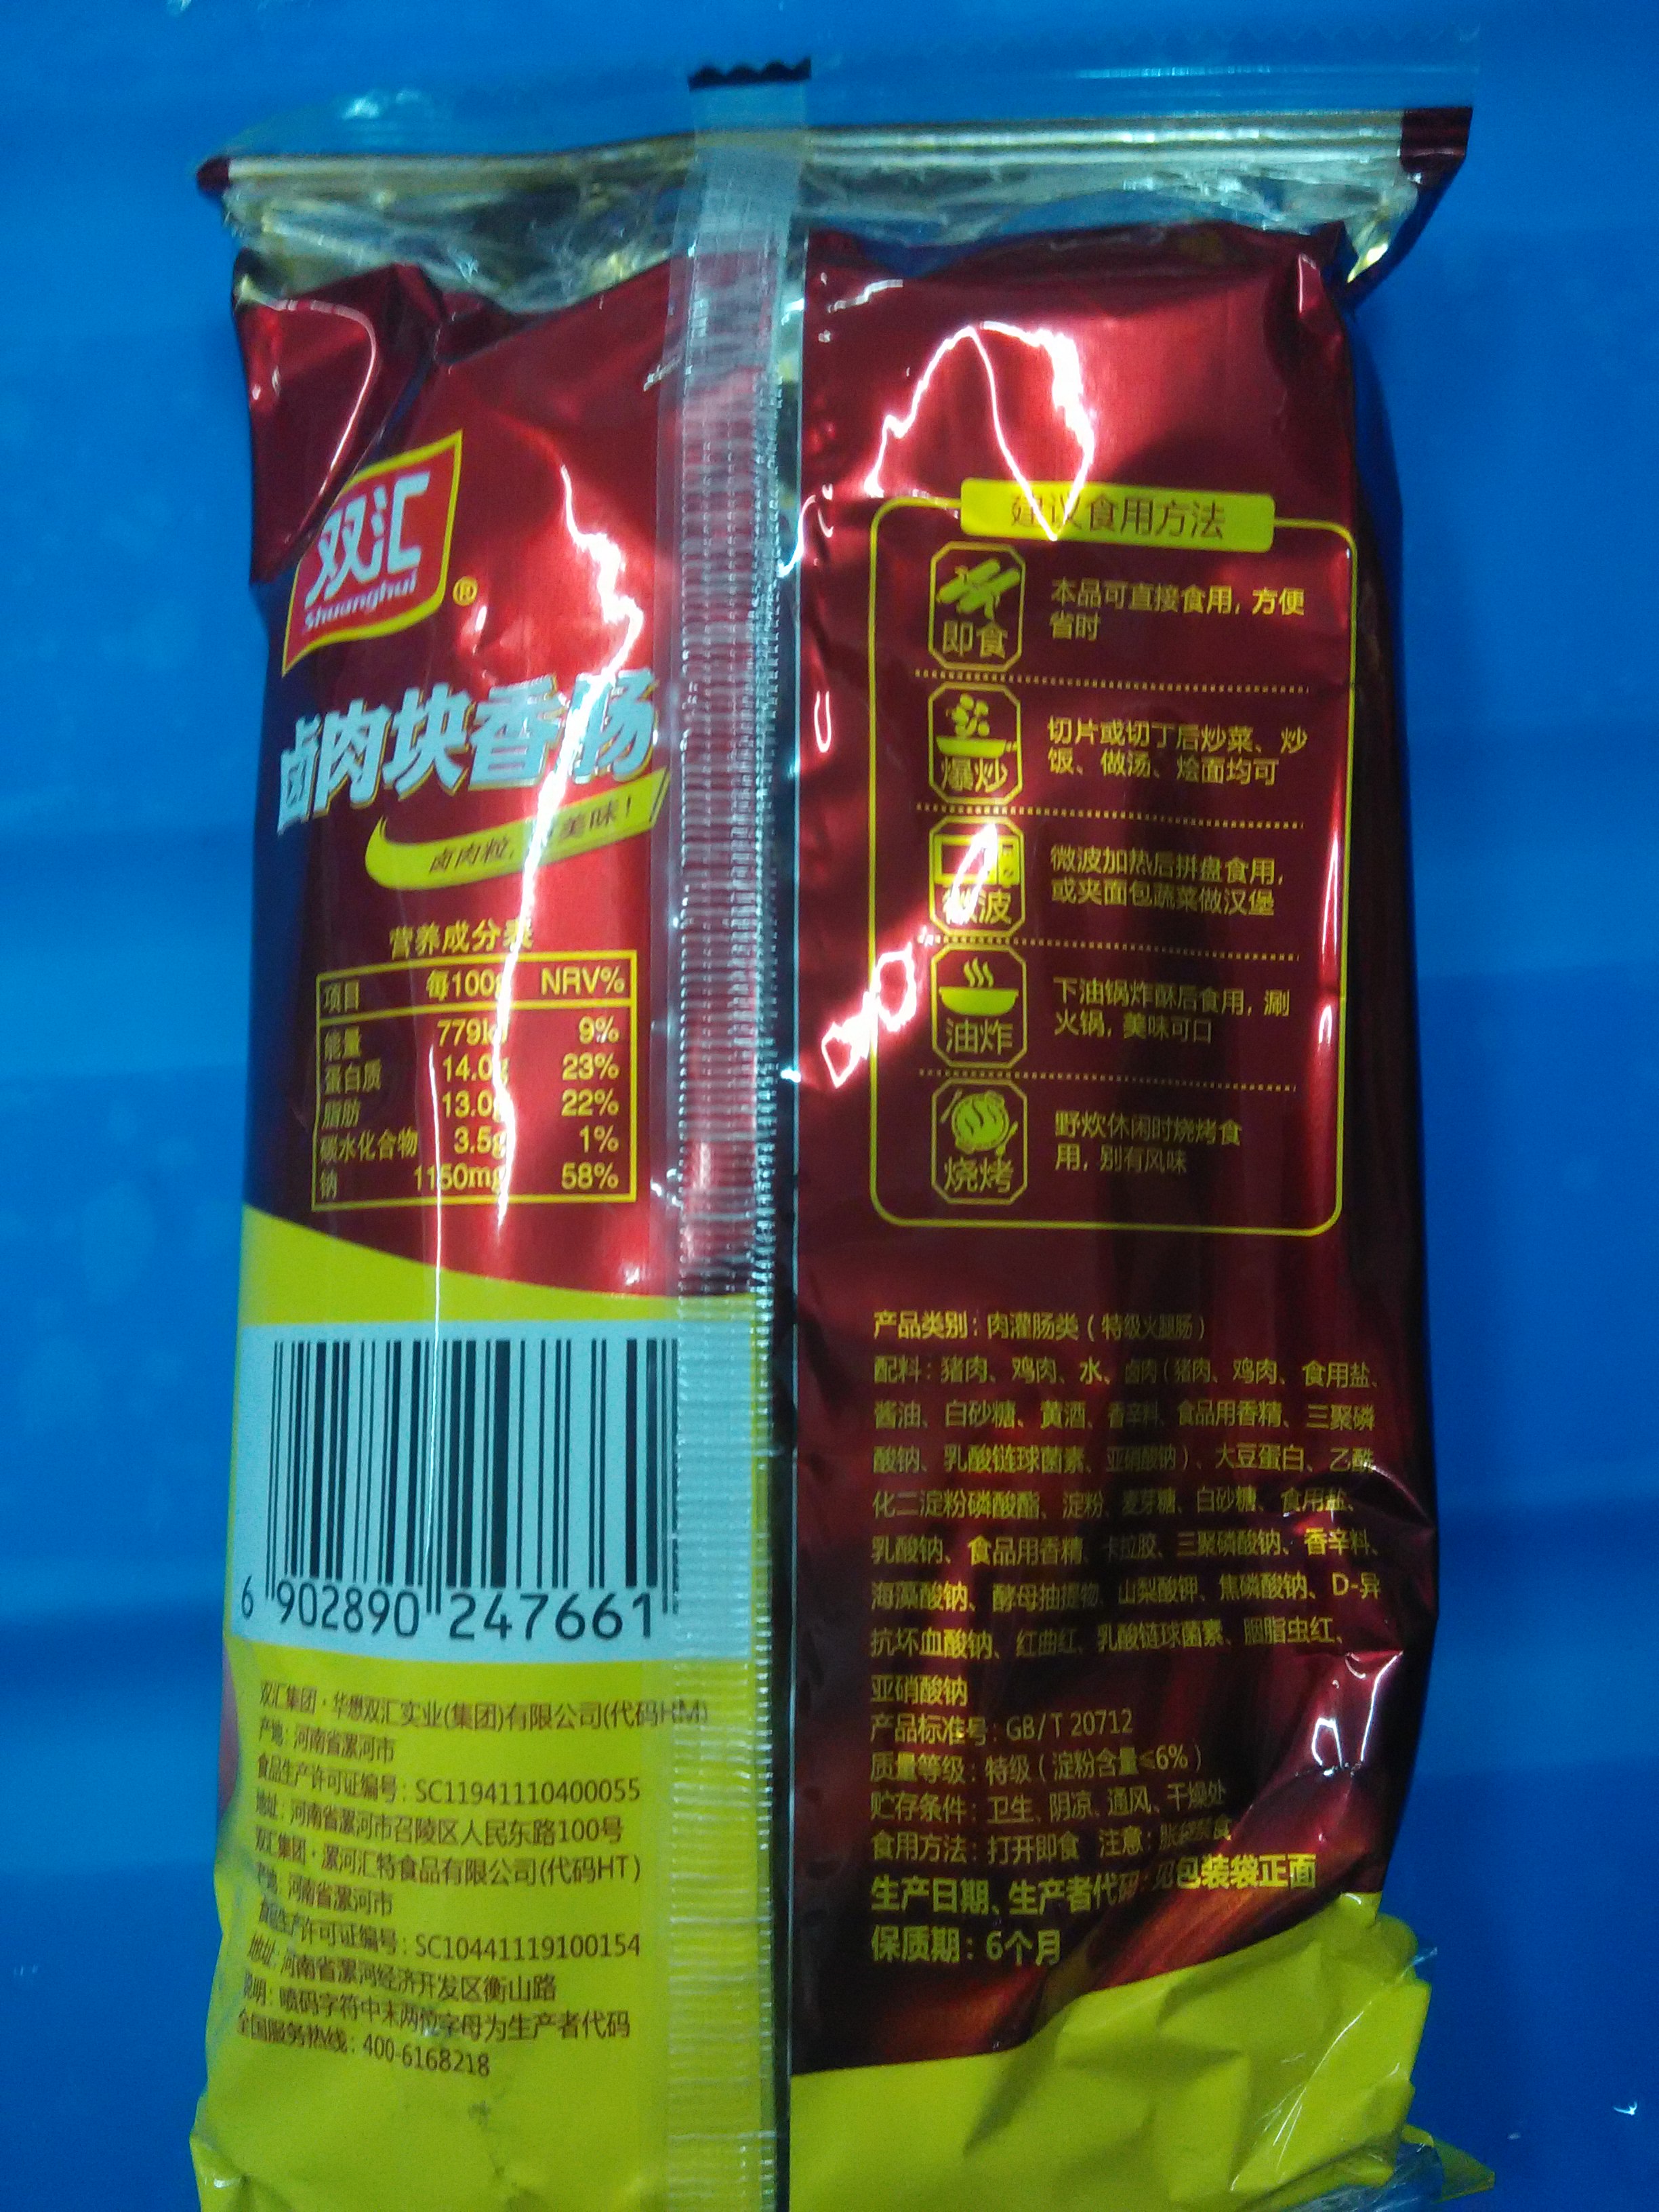 双汇
Shuanghui
®
卤肉块香肠
卤肉粒, 美味!
营养成分表
项目 每100g NRV%
能量 779kJ 9%
蛋白质 14.0g 23%
脂肪 13.0g 22%
碳水化合物 3.5g 1%
钠 1150mg 58%
6 902890 247661
双汇集团·华懋双汇实业(集团)有限公司(代码HM)
产地: 河南省漯河市
食品生产许可证编号: SC11941110400055
地址: 河南省漯河市召陵区人民东路100号
双汇集团·漯河汇特食品有限公司(代码HT)
产地: 河南省漯河市
食品生产许可证编号: SC10441119100154
地址: 河南省漯河经济开发区衡山路
说明: 喷码字符中末两位字母为生产者代码
全国服务热线: 400-6168218
建议食用方法
即食
本品可直接食用, 方便
省时
爆炒
切片或切丁后炒菜、炒
饭、做汤、烩面均可
微波
微波加热后拼盘食用,
或夹面包蔬菜做汉堡
油炸
下油锅炸酥后食用, 涮
火锅, 美味可口
烧烤
野炊休闲时烧烤食
用, 别有风味
产品类别: 肉灌肠类 ( 特级火腿肠 )
配料: 猪肉、鸡肉、水、卤肉 (猪肉、鸡肉、食用盐、
酱油、白砂糖、黄酒、香辛料、食品用香精、三聚磷
酸钠、乳酸链球菌素、亚硝酸钠)、大豆蛋白、乙酰
化二淀粉磷酸酯、淀粉、麦芽糖、白砂糖、食用盐、
乳酸钠、食品用香精、卡拉胶、三聚磷酸钠、香辛料、
海藻酸钠、酵母抽提物、山梨酸钾、焦磷酸钠、D-异
抗坏血酸钠、红曲红、乳酸链球菌素、胭脂虫红、
亚硝酸钠
产品标准号: GB/T 20712
质量等级: 特级 ( 淀粉含量≤6% )
贮存条件: 卫生、阴凉、通风、干燥处
食用方法: 打开即食 注意: 胀袋禁食
生产日期、生产者代码: 见包装袋正面
保质期: 6个月